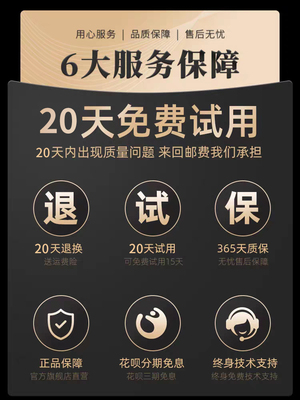 用心服务 | 品质保障 | 售后无忧
6大服务保障
20天免费试用
20天内出现质量问题 来回邮费我们承担
退 试 保
20天退换 20天试用 365天质保
送运费险 可免费试用15天 无忧售后保障
正品保障 花呗分期免息 终身技术支持
官方旗舰店直营 花呗三期免息 终身免费技术支持